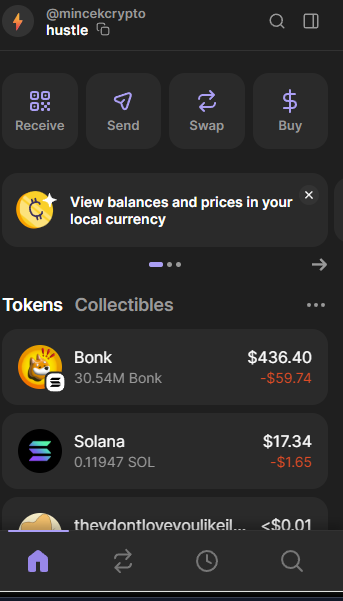 @mincekcrypto
hustle
Receive
Send
Swap
Buy
View balances and prices in your
local currency
Tokens Collectibles
Bonk $436.40
30.54M Bonk -$59.74
Solana $17.34
0.11947 SOL -$1.65
theydontloveyoulikeil... <$0.01